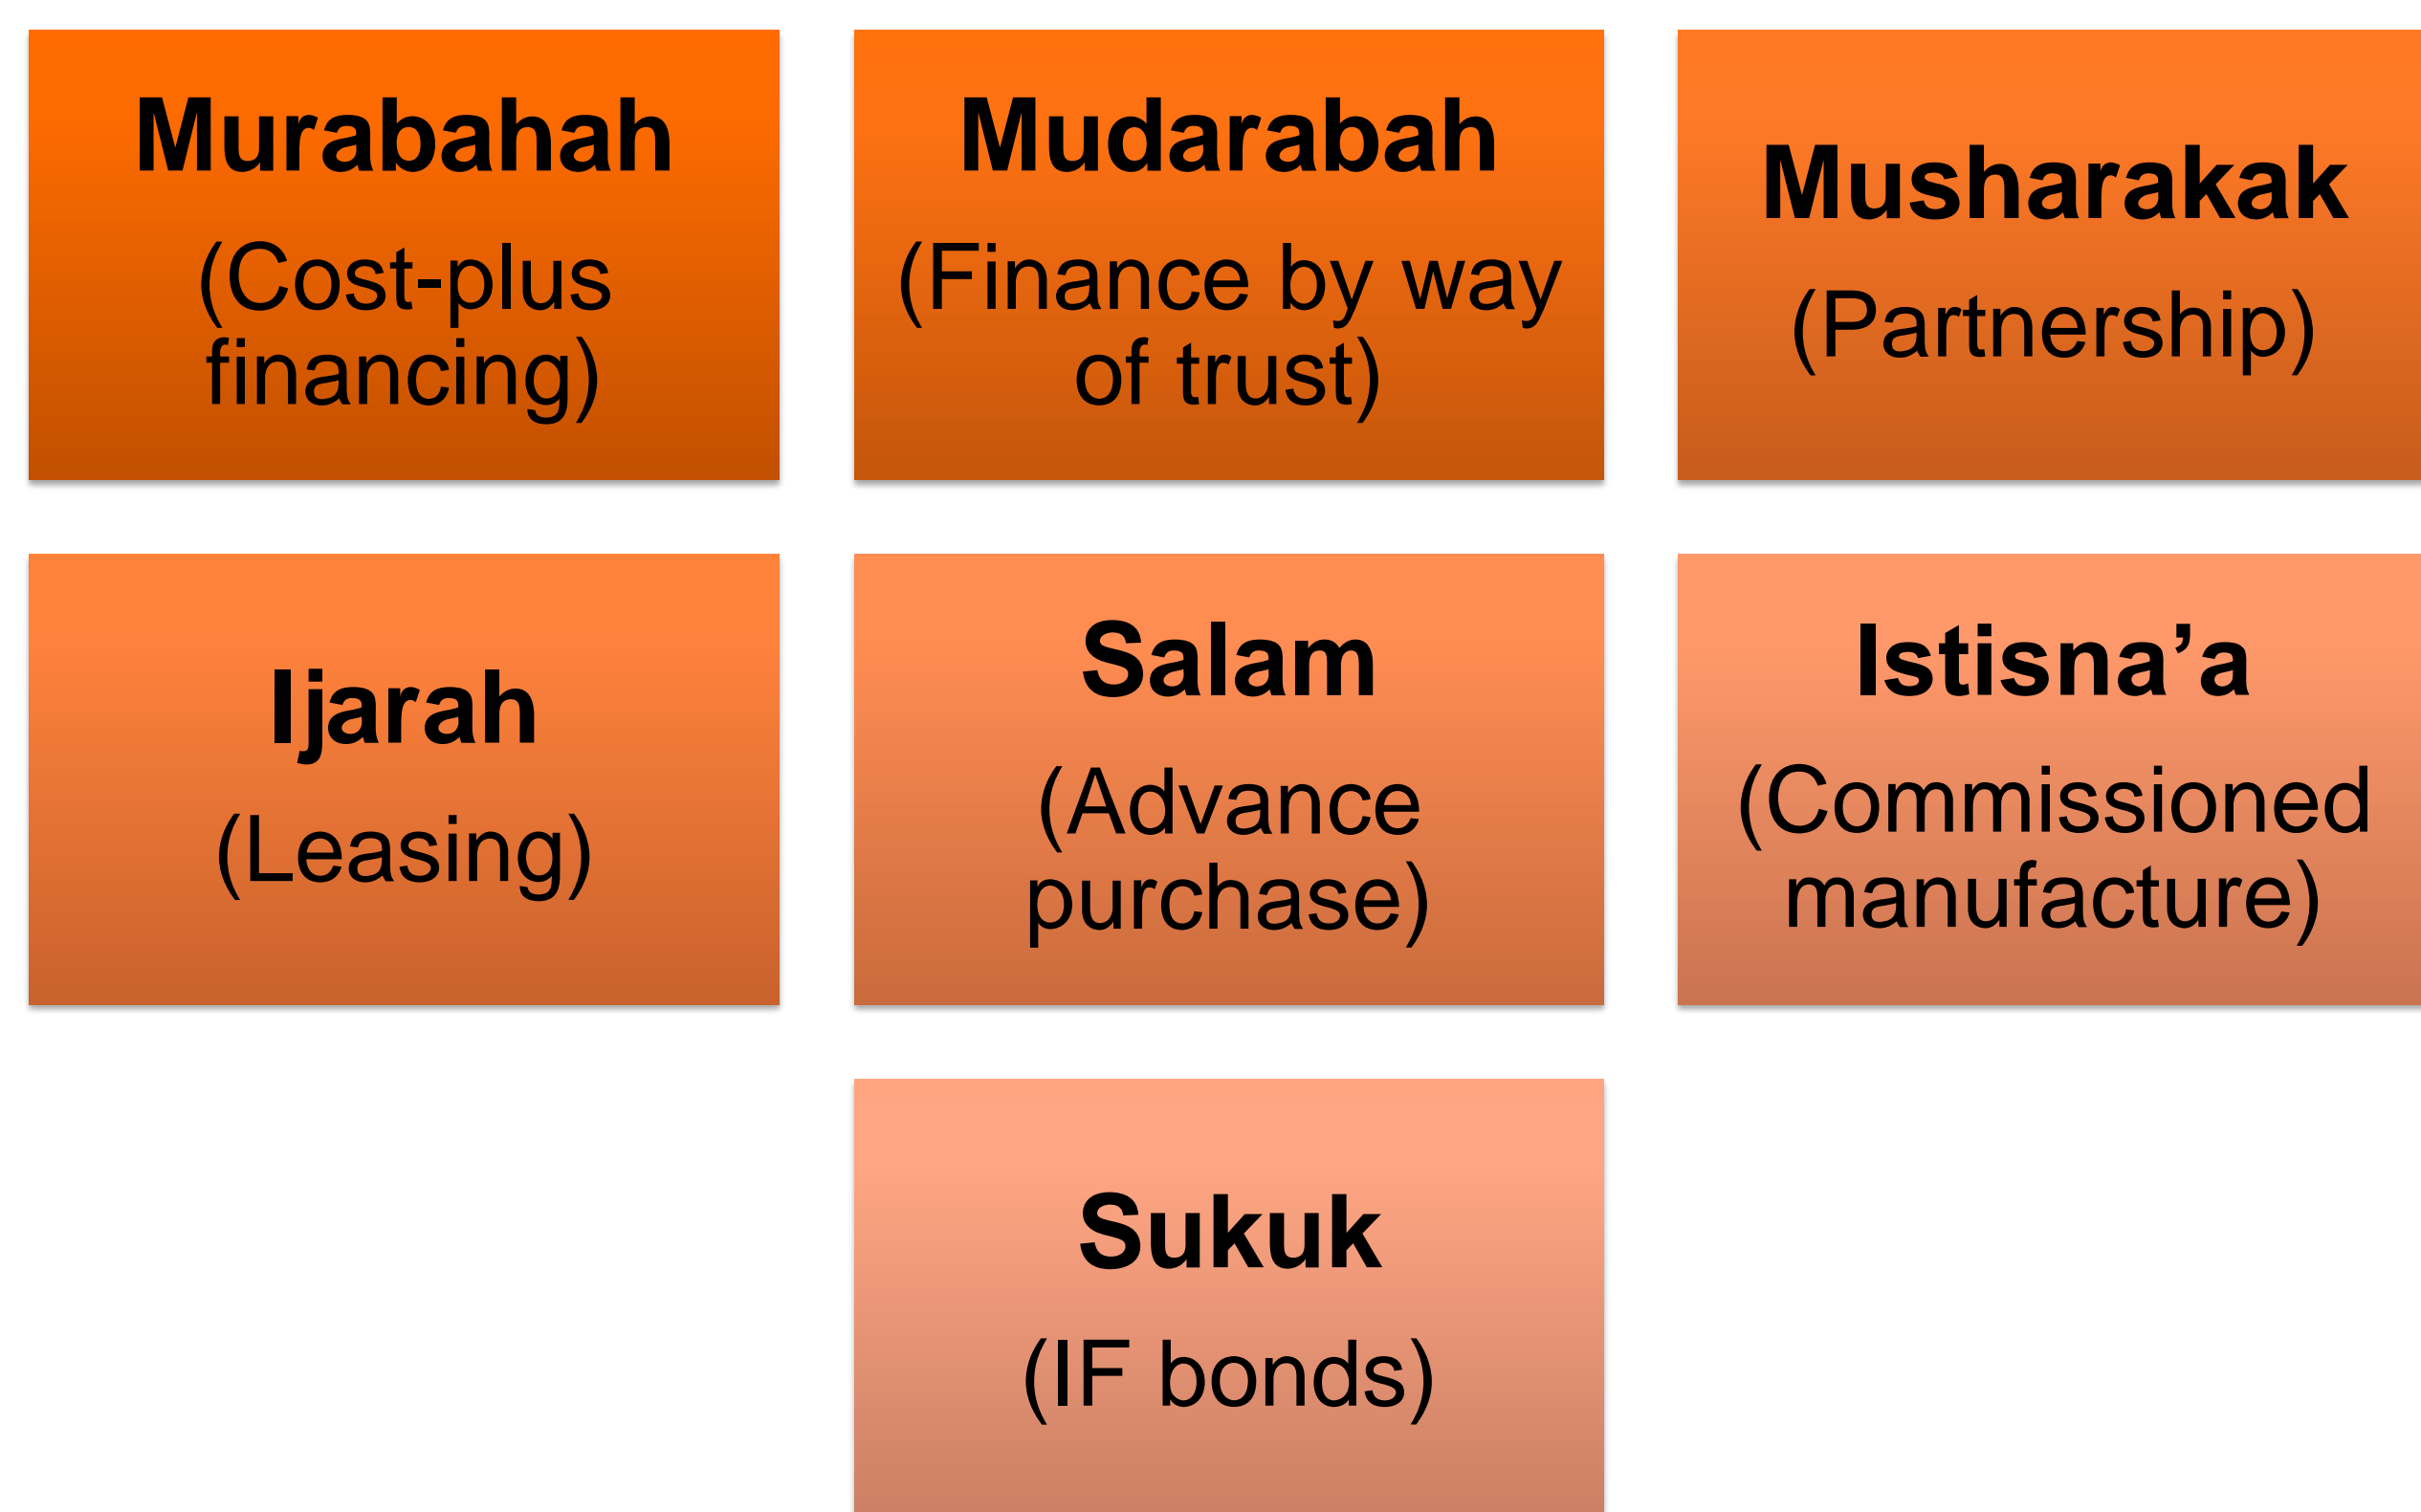 Murabahah
(Cost-plus
financing)
Mudarabah
(Finance by way
of trust)
Musharakak
(Partnership)
Ijarah
(Leasing)
Salam
(Advance
purchase)
Istisna’a
(Commissioned
manufacture)
Sukuk
(IF bonds)